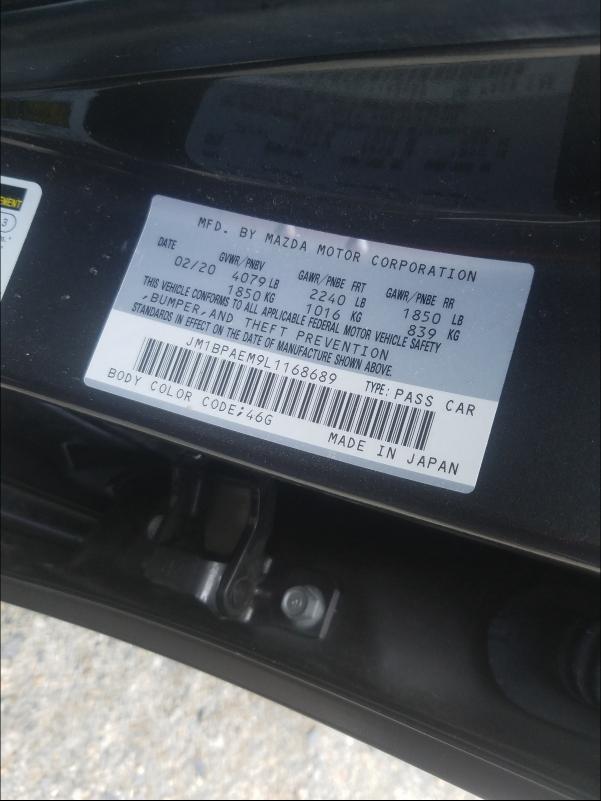 EMENT
3
MFD. BY MAZDA MOTOR CORPORATION
DATE GVWR/PNBV GAWR/PNBE FRT GAWR/PNBE RR
02/20 4079 LB 2240 LB 1850 LB
1850 KG 1016 KG 839 KG
THIS VEHICLE CONFORMS TO ALL APPLICABLE FEDERAL MOTOR VEHICLE SAFETY
,BUMPER,AND THEFT PREVENTION
STANDARDS IN EFFECT ON THE DATE OF MANUFACTURE SHOWN ABOVE.
JM1BPAEM9L1168689 TYPE: PASS CAR
BODY COLOR CODE;46G
MADE IN JAPAN